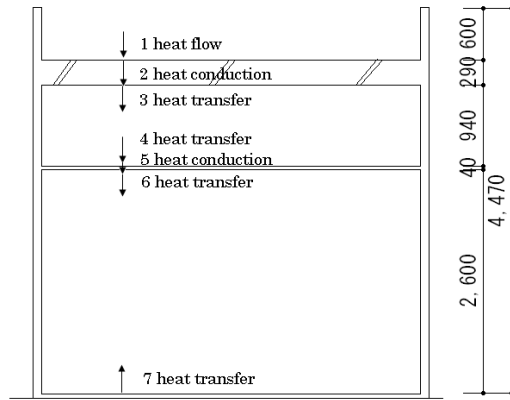 1 heat flow
2 heat conduction
3 heat transfer
4 heat transfer
5 heat conduction
6 heat transfer
7 heat transfer
600
290
940
40
2, 600
4, 470